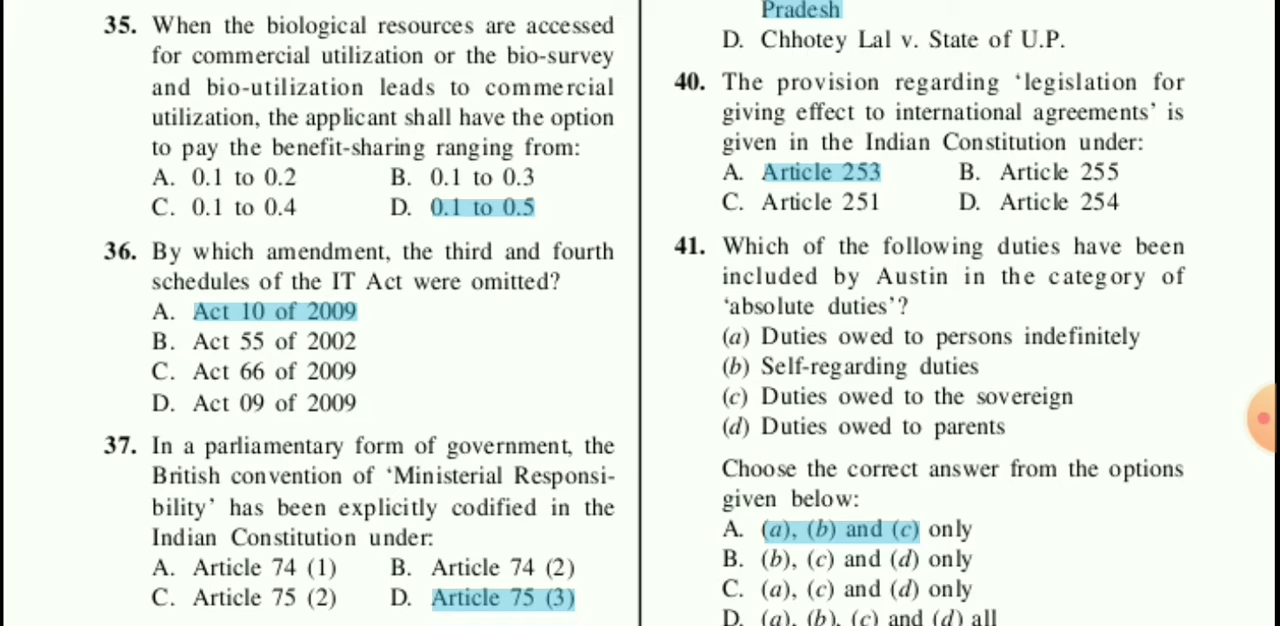 35. When the biological resources are accessed
for commercial utilization or the bio-survey
and bio-utilization leads to commercial
utilization, the applicant shall have the option
to pay the benefit-sharing ranging from:
A. 0.1 to 0.2 B. 0.1 to 0.3
C. 0.1 to 0.4 D. 0.1 to 0.5
36. By which amendment, the third and fourth
schedules of the IT Act were omitted?
A. Act 10 of 2009
B. Act 55 of 2002
C. Act 66 of 2009
D. Act 09 of 2009
37. In a parliamentary form of government, the
British convention of ‘Ministerial Responsi-
bility’ has been explicitly codified in the
Indian Constitution under:
A. Article 74 (1) B. Article 74 (2)
C. Article 75 (2) D. Article 75 (3)
Pradesh
D. Chhotey Lal v. State of U.P.
40. The provision regarding ‘legislation for
giving effect to international agreements’ is
given in the Indian Constitution under:
A. Article 253 B. Article 255
C. Article 251 D. Article 254
41. Which of the following duties have been
included by Austin in the category of
‘absolute duties’?
(a) Duties owed to persons indefinitely
(b) Self-regarding duties
(c) Duties owed to the sovereign
(d) Duties owed to parents
Choose the correct answer from the options
given below:
A. (a), (b) and (c) only
B. (b), (c) and (d) only
C. (a), (c) and (d) only
D. (a), (b), (c) and (d) all